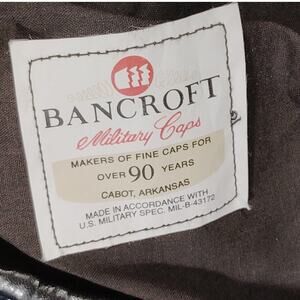 BANCROFT
Military Caps
MAKERS OF FINE CAPS FOR
OVER 90 YEARS
CABOT, ARKANSAS
MADE IN ACCORDANCE WITH
U.S. MILITARY SPEC. MIL-B-43172